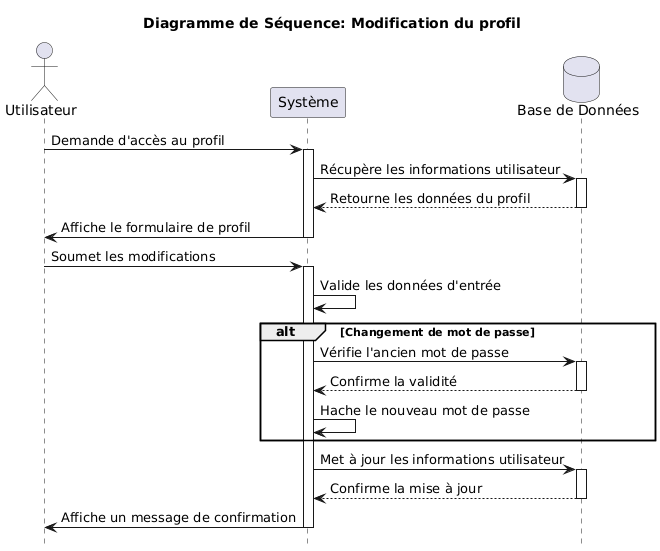 Diagramme de Séquence: Modification du profil
Utilisateur
Système
Base de Données
Demande d'accès au profil
Récupère les informations utilisateur
Retourne les données du profil
Affiche le formulaire de profil
Soumet les modifications
Valide les données d'entrée
alt [Changement de mot de passe]
Vérifie l'ancien mot de passe
Confirme la validité
Hache le nouveau mot de passe
Met à jour les informations utilisateur
Confirme la mise à jour
Affiche un message de confirmation